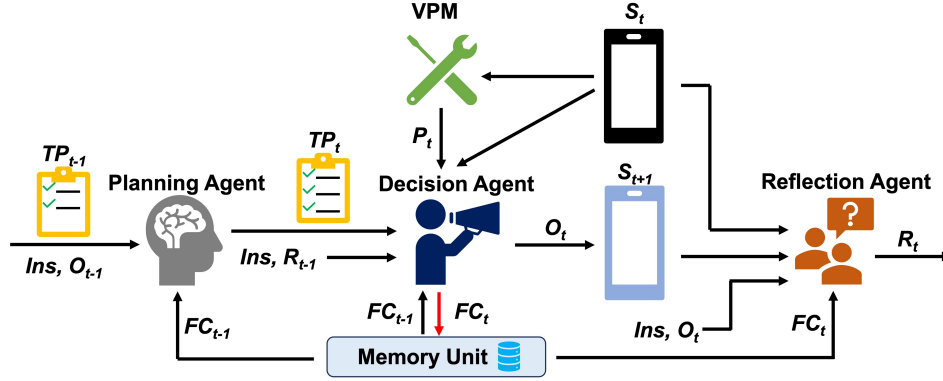 VPM
S_t
P_t
TP_{t-1}
TP_t
Planning Agent
Decision Agent
S_{t+1}
Reflection Agent
Ins, O_{t-1}
Ins, R_{t-1}
O_t
?
R_t
FC_{t-1}
FC_{t-1}
FC_t
Ins, O_t
FC_t
Memory Unit